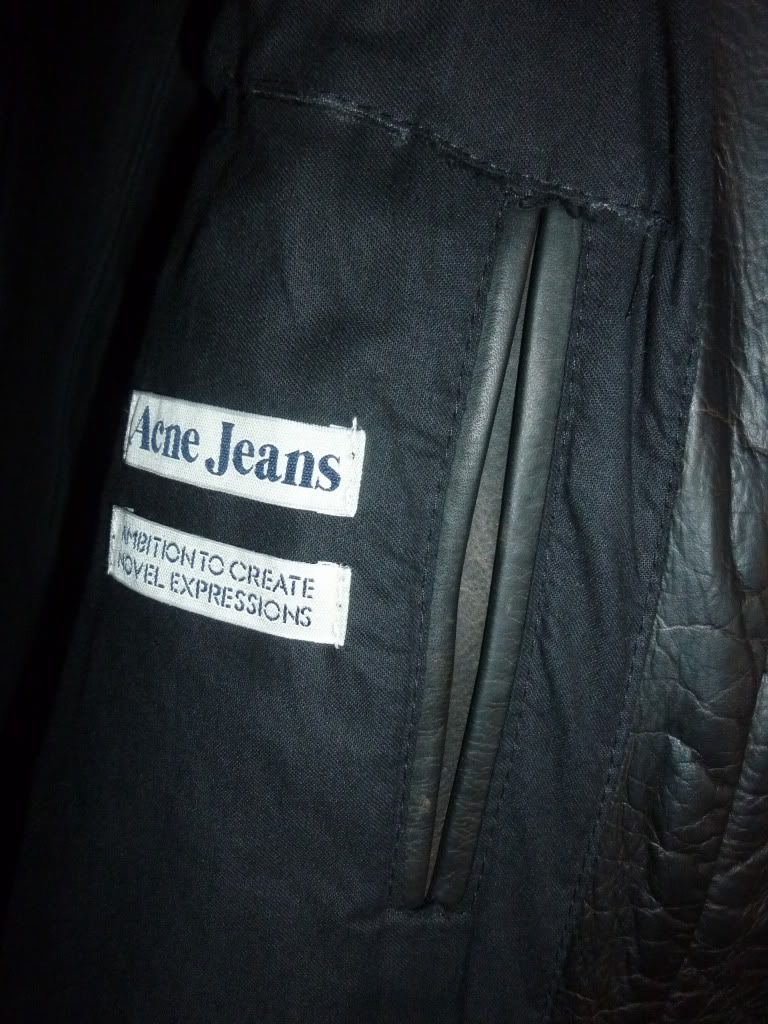 Acne Jeans
AMBITION TO CREATE
NOVEL EXPRESSIONS